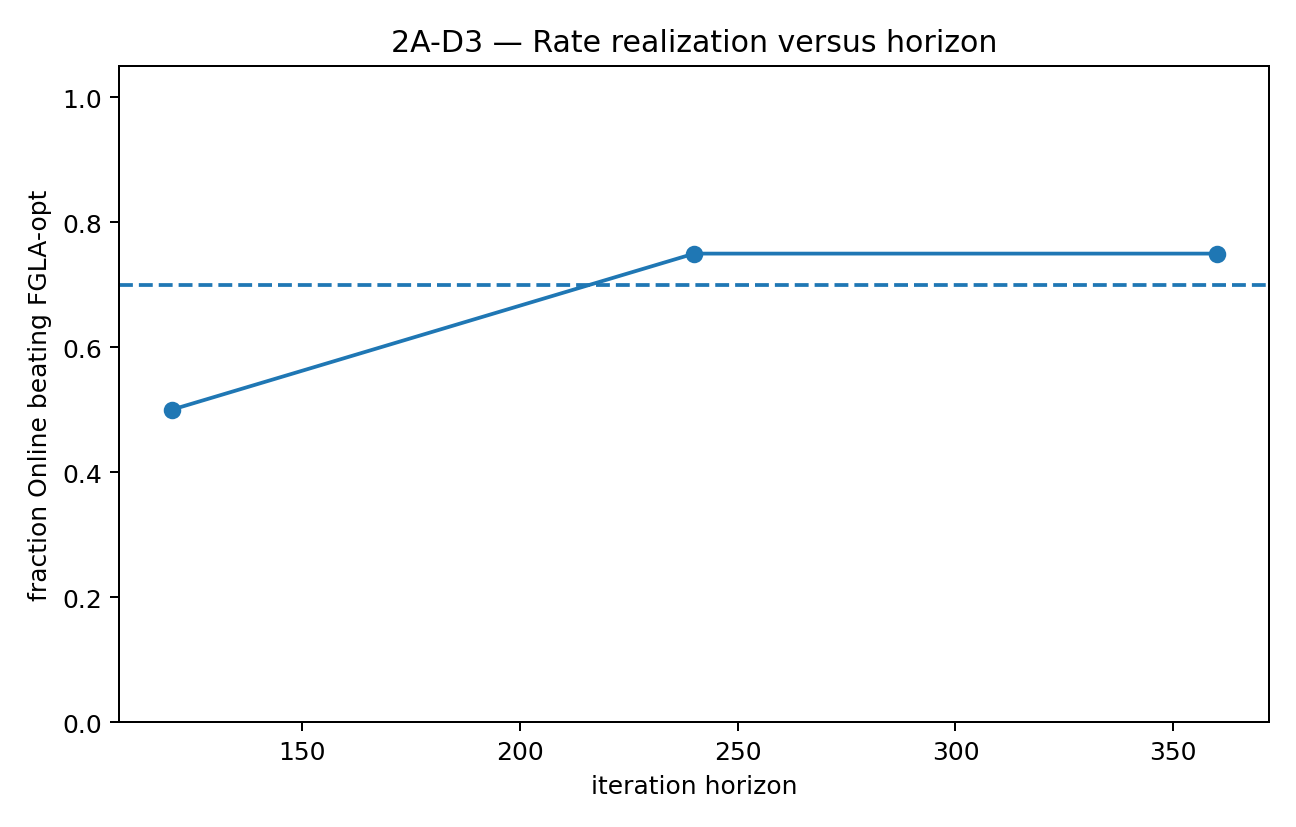 2A-D3 — Rate realization versus horizon
fraction Online beating FGLA-opt
1.0
0.8
0.6
0.4
0.2
0.0
150 200 250 300 350
iteration horizon